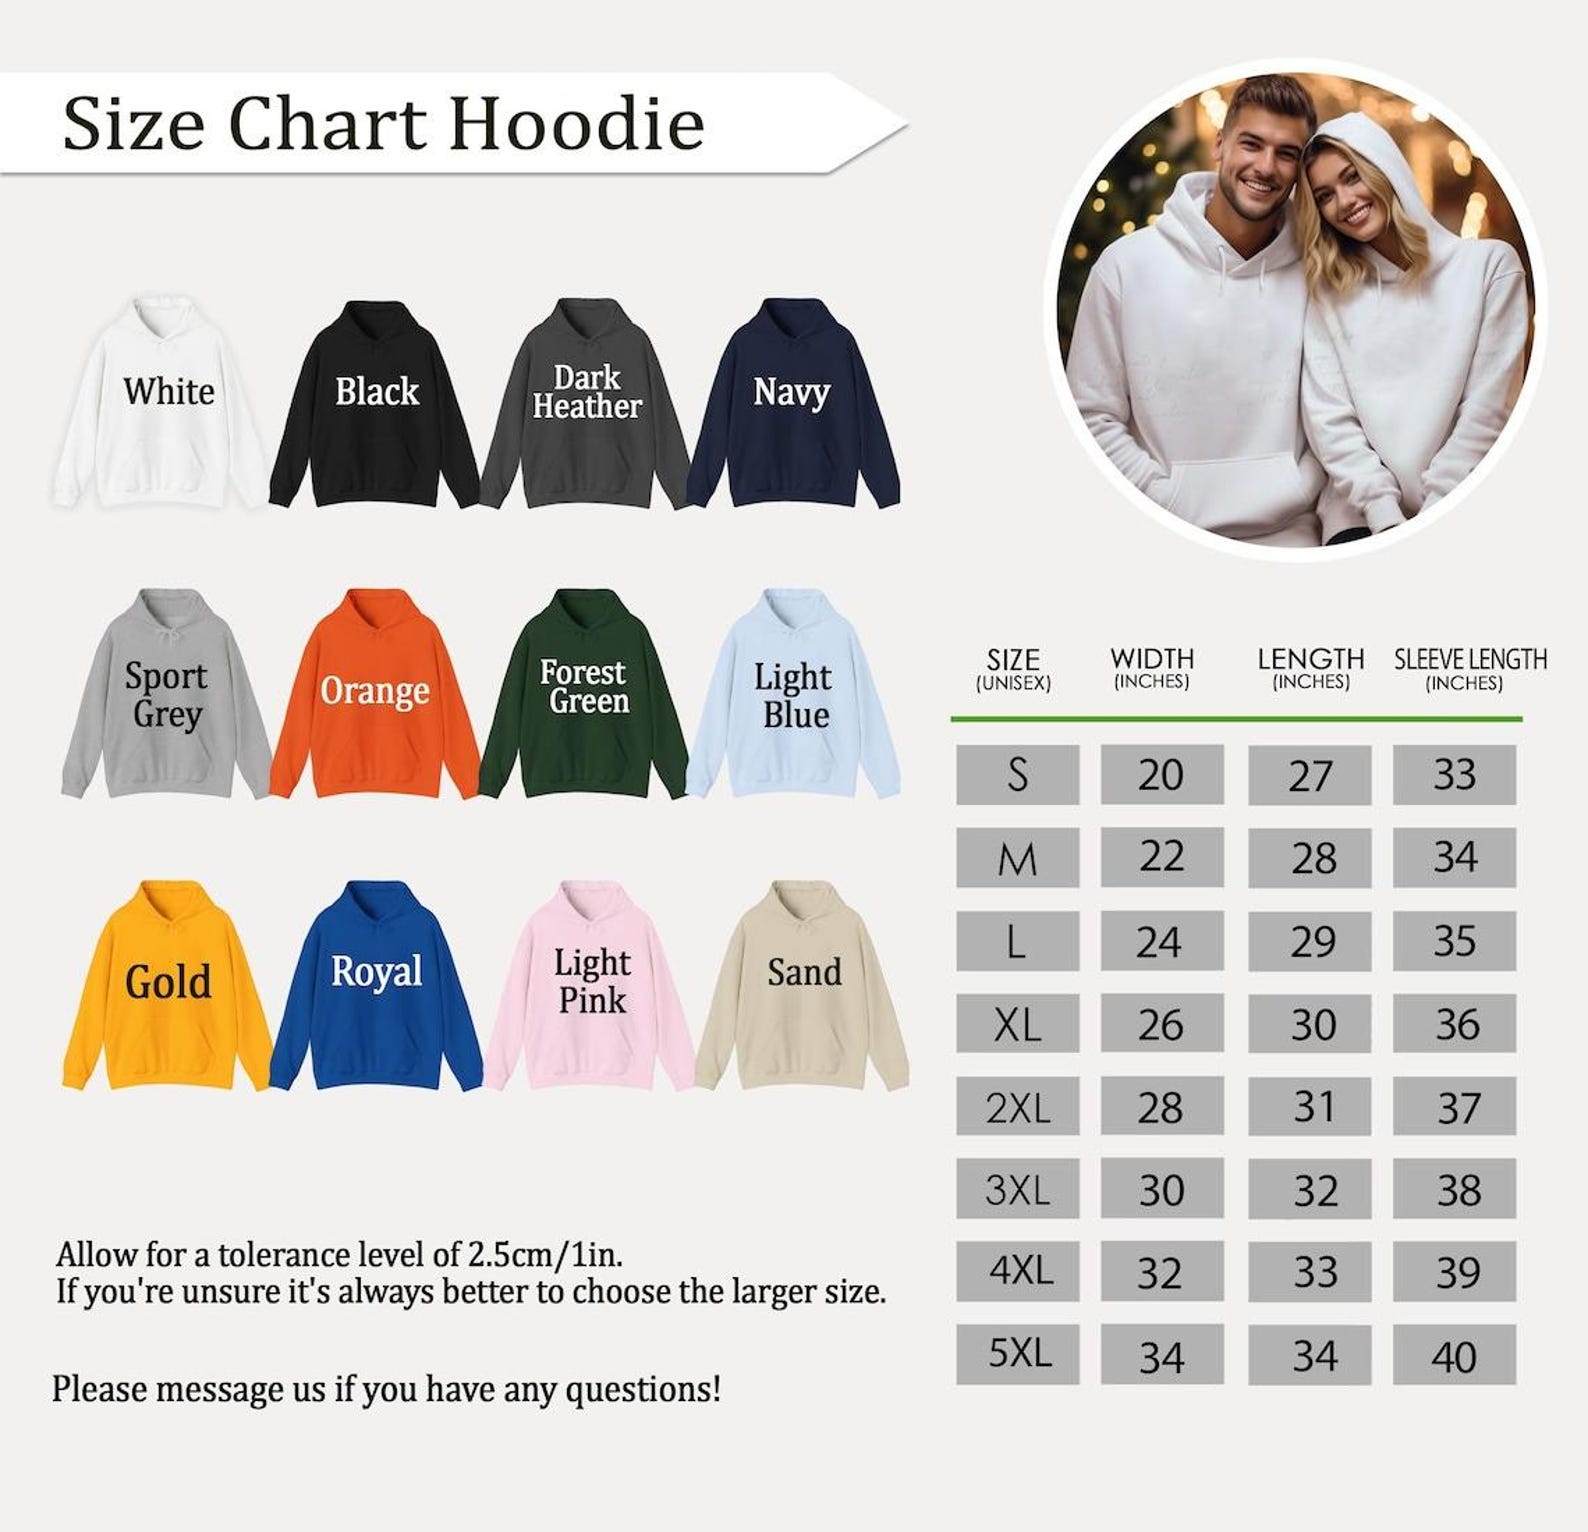 Size Chart Hoodie
White
Black
Dark
Heather
Navy
Sport
Grey
Orange
Forest
Green
Light
Blue
Gold
Royal
Light
Pink
Sand
Allow for a tolerance level of 2.5cm/1in.
If you're unsure it's always better to choose the larger size.
Please message us if you have any questions!
SIZE WIDTH LENGTH SLEEVE LENGTH
(UNISEX) (INCHES) (INCHES) (INCHES)
S 20 27 33
M 22 28 34
L 24 29 35
XL 26 30 36
2XL 28 31 37
3XL 30 32 38
4XL 32 33 39
5XL 34 34 40